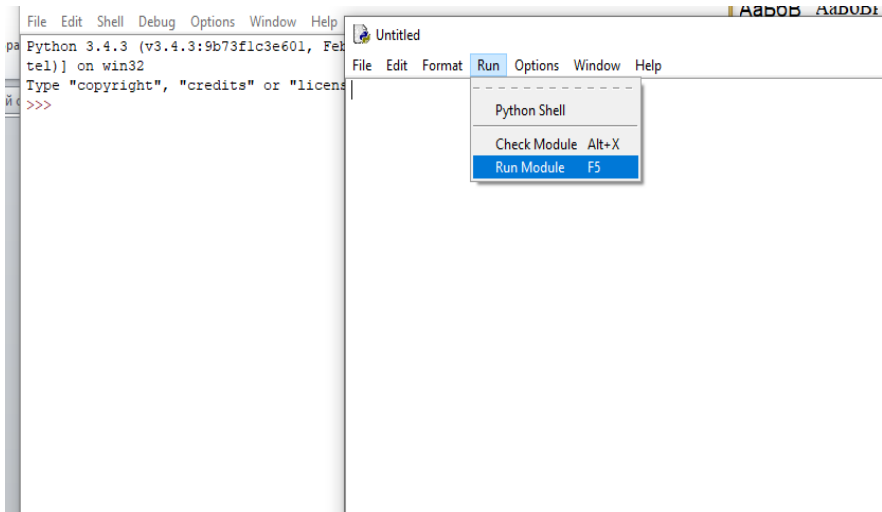 АаБбВ АаБбВг
File Edit Shell Debug Options Window Help
Python 3.4.3 (v3.4.3:9b73f1c3e601, Feb
tel)] on win32
Type "copyright", "credits" or "licens
>>>
Untitled
File Edit Format Run Options Window Help
Python Shell
Check Module Alt+X
Run Module F5